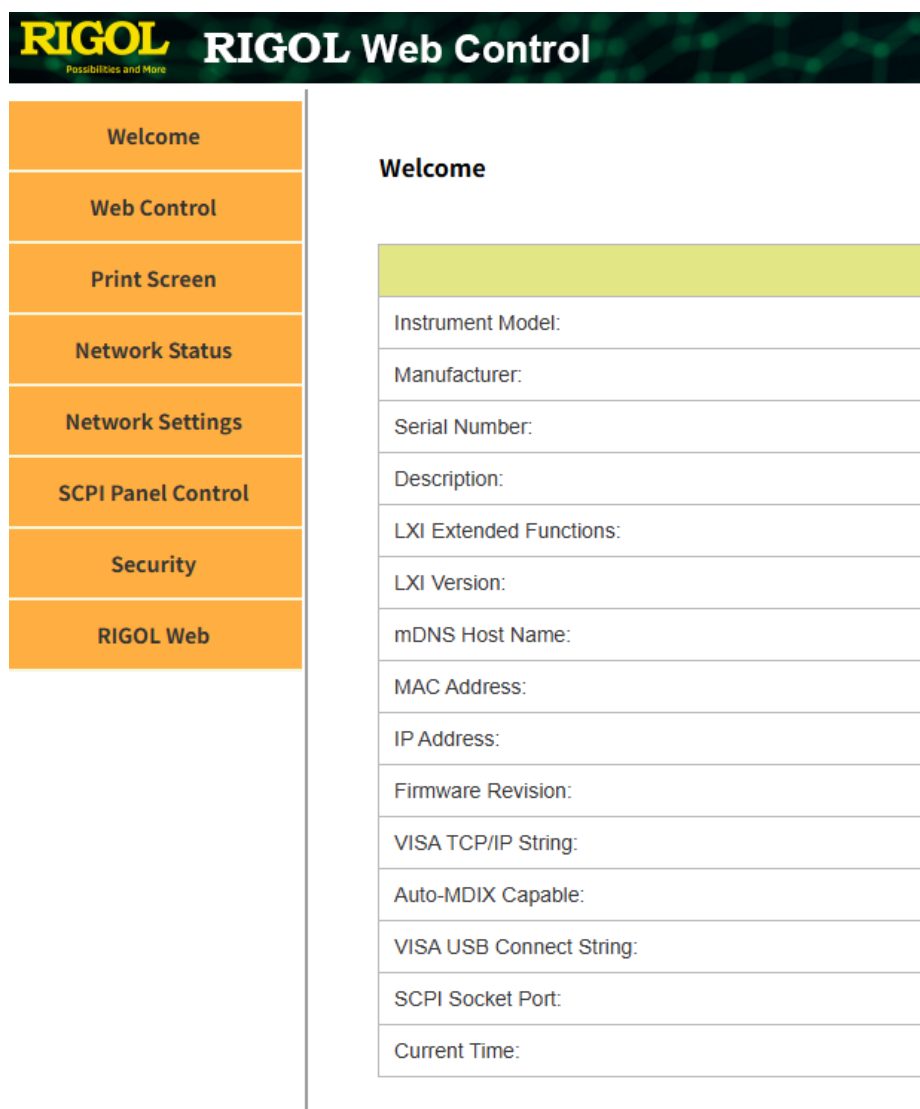 RIGOL
Possibilities and More
RIGOL Web Control
Welcome
Web Control
Print Screen
Network Status
Network Settings
SCPI Panel Control
Security
RIGOL Web
Welcome
Instrument Model:
Manufacturer:
Serial Number:
Description:
LXI Extended Functions:
LXI Version:
mDNS Host Name:
MAC Address:
IP Address:
Firmware Revision:
VISA TCP/IP String:
Auto-MDIX Capable:
VISA USB Connect String:
SCPI Socket Port:
Current Time: